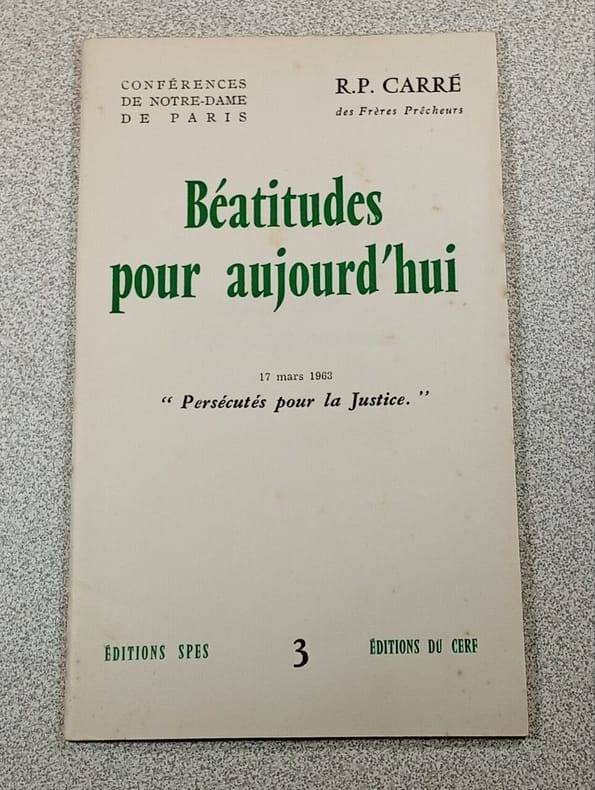 CONFÉRENCES
DE NOTRE-DAME
DE PARIS
R.P. CARRÉ
des Frères Prêcheurs
Béatitudes
pour aujourd'hui
17 mars 1963
“ Persécutés pour la Justice. ”
ÉDITIONS SPES
3
ÉDITIONS DU CERF